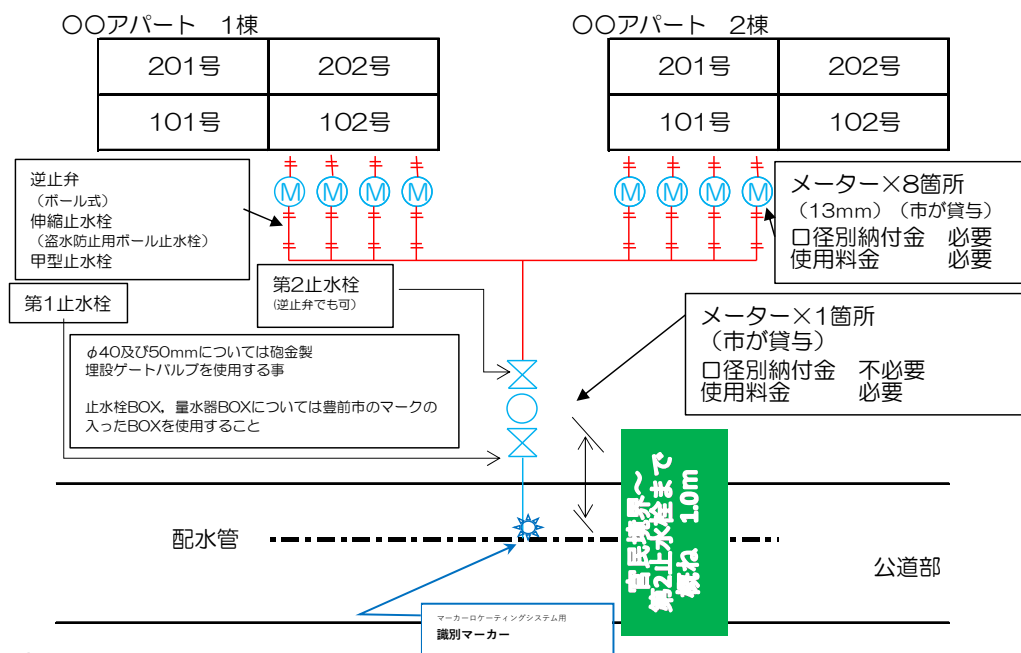 〇〇アパート　1棟
〇〇アパート　2棟
201号
202号
101号
102号
201号
202号
101号
102号
M
M
M
M
M
M
M
M
逆止弁
（ボール式）
伸縮止水栓
（盗水防止用ボール止水栓）
甲型止水栓
メーター×8箇所
（13mm）（市が貸与）
口径別納付金　必要
使用料金　　　必要
第1止水栓
第2止水栓
(逆止弁でも可)
メーター×1箇所
（市が貸与）
口径別納付金　不必要
使用料金　　　必要
φ40及び50mmについては砲金製
埋設ゲートバルブを使用する事
止水栓BOX，量水器BOXについては豊前市のマークの
入ったBOXを使用すること
官民境界～
第2止水栓まで
概ね　1.0m
配水管
公道部
マーカーロケーティングシステム用
識別マーカー